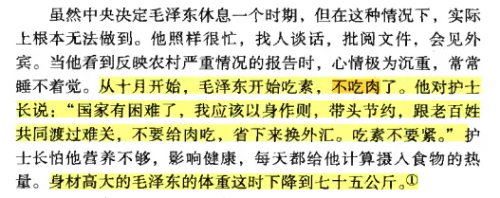 虽然中央决定毛泽东休息一个时期，但在这种情况下，实际
上根本无法做到。他照样很忙，找人谈话，批阅文件，会见外
宾。当他看到反映农村严重情况的报告时，心情极为沉重，常常
睡不着觉。从十月开始，毛泽东开始吃素，不吃肉了。他对护士
长说：“国家有困难了，我应该以身作则，带头节约，跟老百姓
共同渡过难关，不要给肉吃，省下来换外汇。吃素不要紧。”护
士长怕他营养不够，影响健康，每天都给他计算摄入食物的热
量。身材高大的毛泽东的体重这时下降到七十五公斤。①